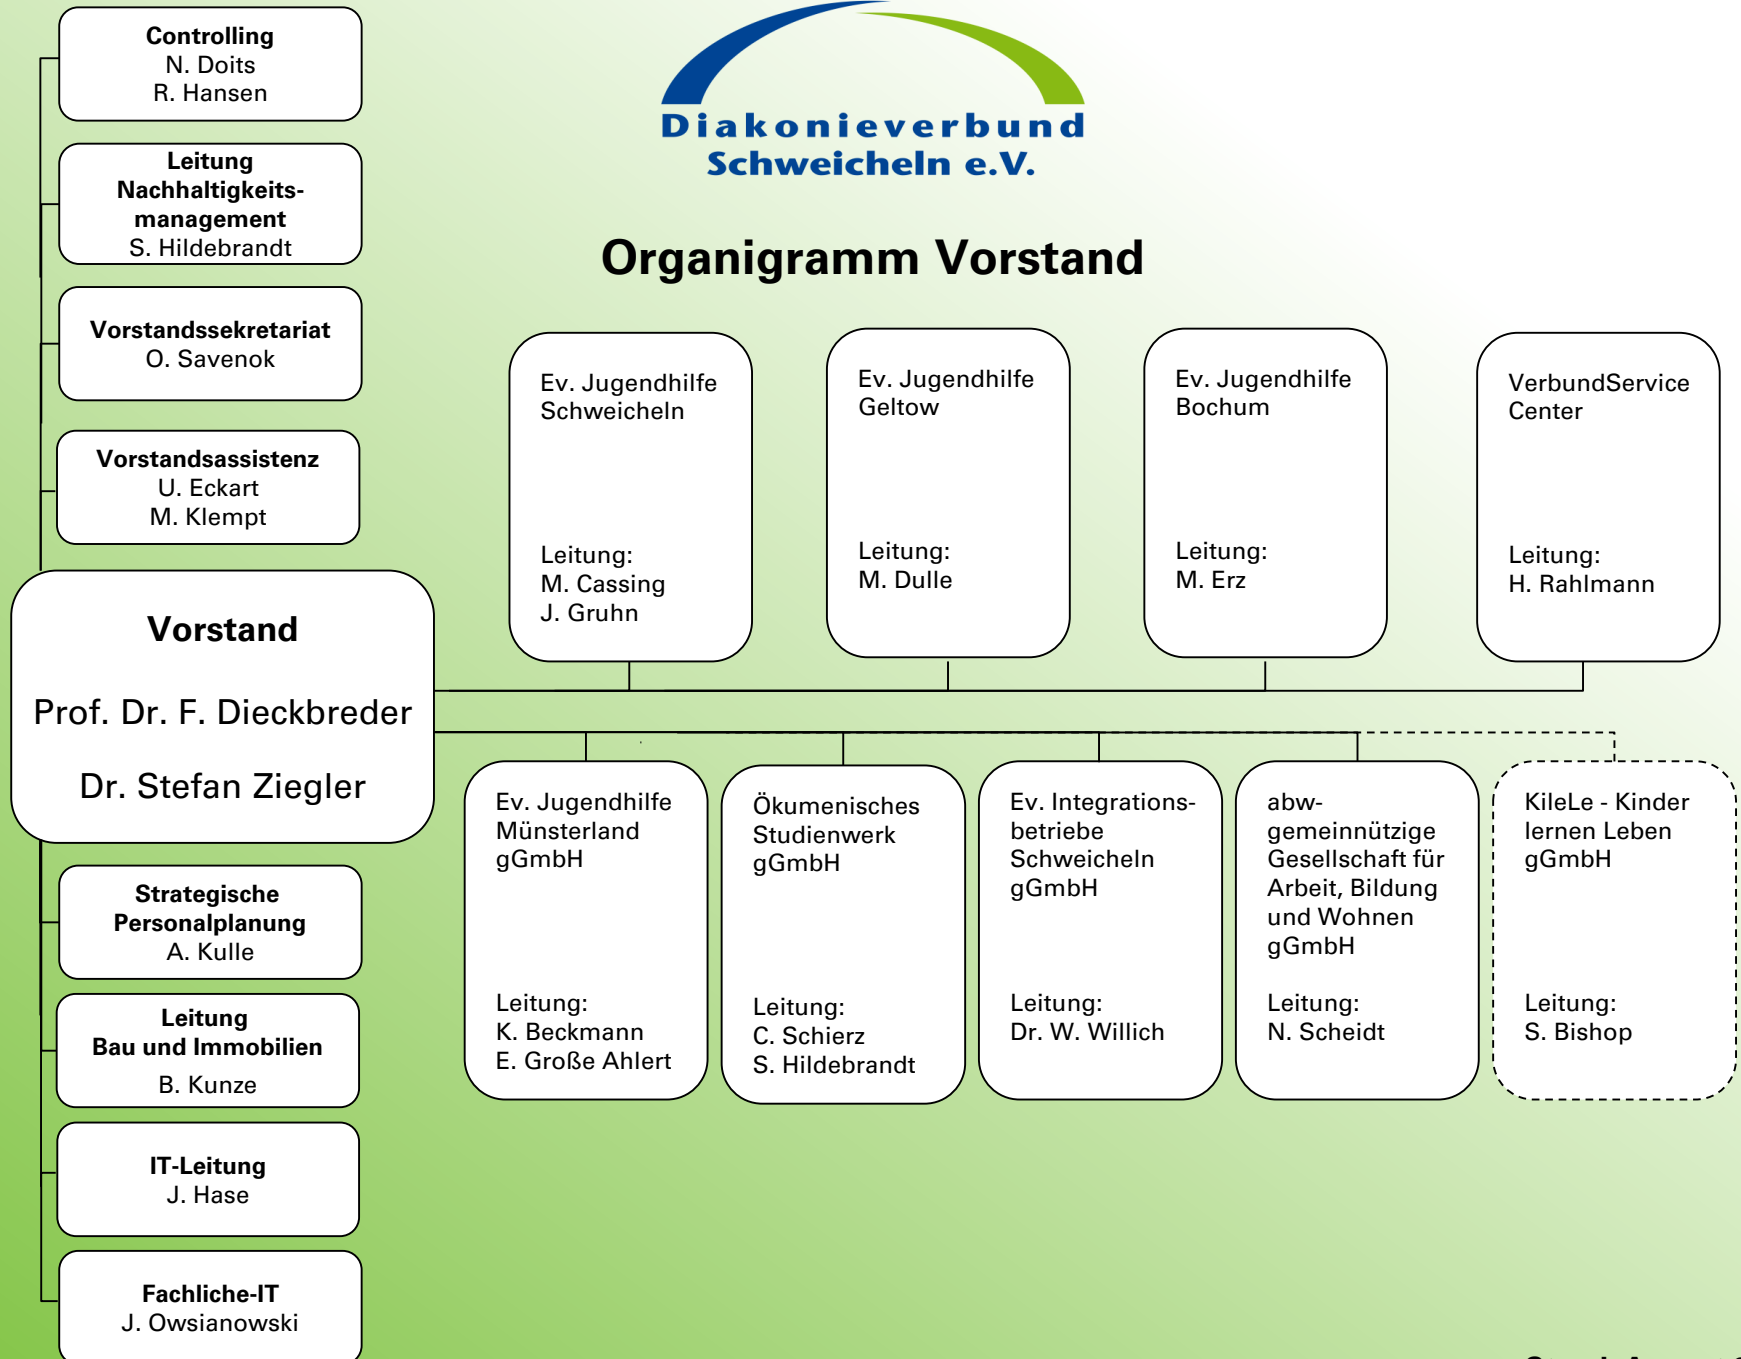 Controlling
N. Doits
R. Hansen
Leitung
Nachhaltigkeits-
management
S. Hildebrandt
Vorstandssekretariat
O. Savenok
Vorstandsassistenz
U. Eckart
M. Klempt
Diakonieverbund
Schweicheln e.V.
Organigramm Vorstand
Ev. Jugendhilfe
Schweicheln
Leitung:
M. Cassing
J. Gruhn
Ev. Jugendhilfe
Geltow
Leitung:
M. Dulle
Ev. Jugendhilfe
Bochum
Leitung:
M. Erz
VerbundService
Center
Leitung:
H. Rahlmann
Vorstand
Prof. Dr. F. Dieckbreder
Dr. Stefan Ziegler
Ev. Jugendhilfe
Münsterland
gGmbH
Leitung:
K. Beckmann
E. Große Ahlert
Ökumenisches
Studienwerk
gGmbH
Leitung:
C. Schierz
S. Hildebrandt
Ev. Integrations-
betriebe
Schweicheln
gGmbH
Leitung:
Dr. W. Willich
abw-
gemeinnützige
Gesellschaft für
Arbeit, Bildung
und Wohnen
gGmbH
Leitung:
N. Scheidt
KileLe - Kinder
lernen Leben
gGmbH
Leitung:
S. Bishop
Strategische
Personalplanung
A. Kulle
Leitung
Bau und Immobilien
B. Kunze
IT-Leitung
J. Hase
Fachliche-IT
J. Owsianowski